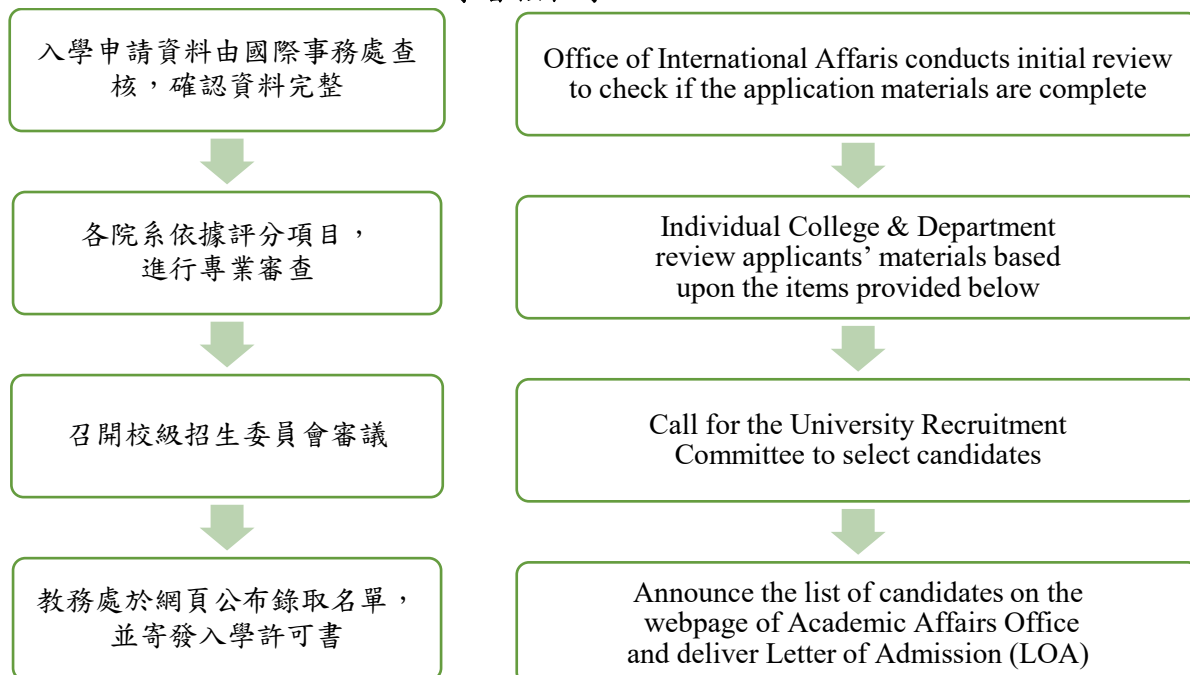 入學申請資料由國際事務處查
核，確認資料完整
各院系依據評分項目，
進行專業審查
召開校級招生委員會審議
教務處於網頁公布錄取名單，
並寄發入學許可書
Office of International Affaris conducts initial review
to check if the application materials are complete
Individual College & Department
review applicants’ materials based
upon the items provided below
Call for the University Recruitment
Committee to select candidates
Announce the list of candidates on the
webpage of Academic Affairs Office
and deliver Letter of Admission (LOA)